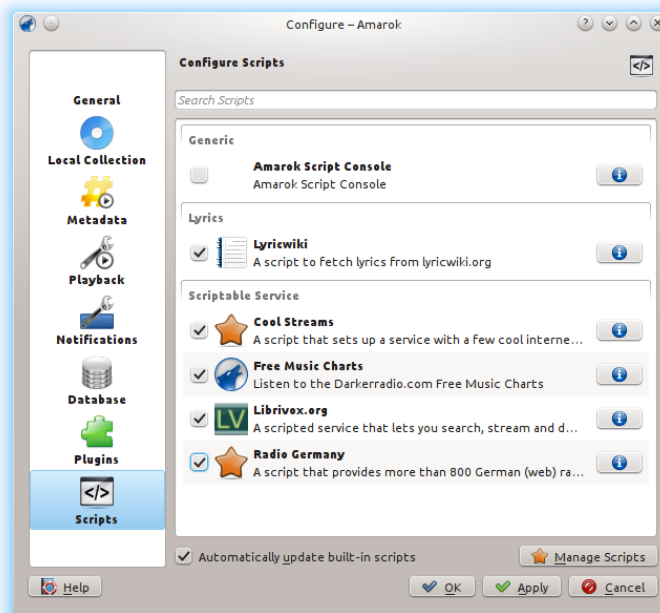 Configure – Amarok
Configure Scripts
</>
General
Local Collection
Metadata
Playback
Notifications
Database
Plugins
</>
Scripts
Search Scripts
Generic
Amarok Script Console
Amarok Script Console
Lyrics
Lyricwiki
A script to fetch lyrics from lyricwiki.org
Scriptable Service
Cool Streams
A script that sets up a service with a few cool interne...
Free Music Charts
Listen to the Darkerradio.com Free Music Charts
LV
Librivox.org
A scripted service that lets you search, stream and d...
Radio Germany
A script that provides more than 800 German (web) ra...
Automatically update built-in scripts
Manage Scripts
Help
OK
Apply
Cancel